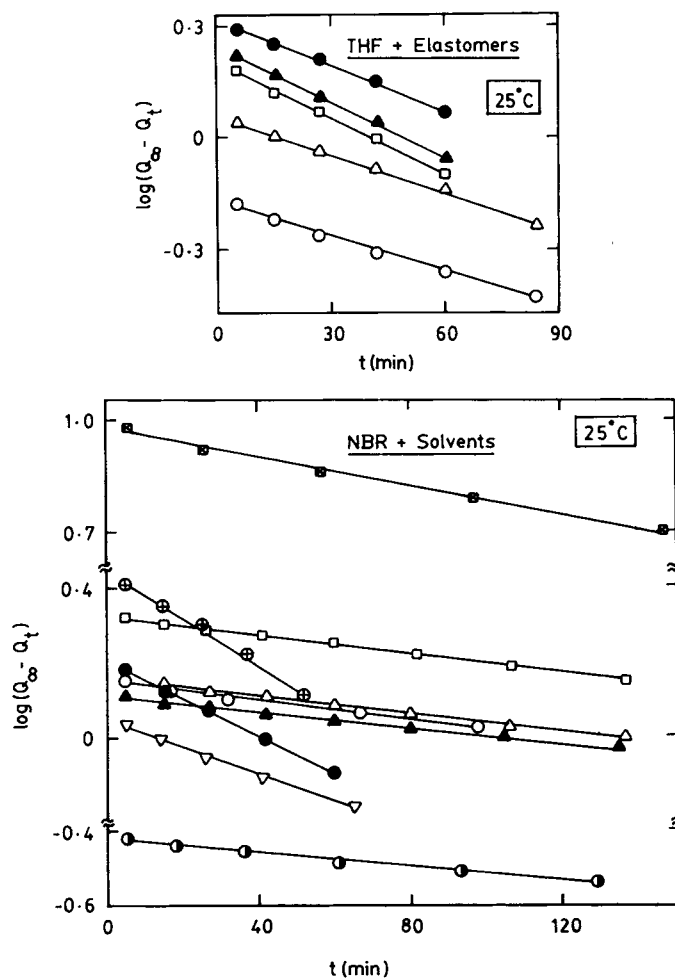 THF + Elastomers
25°C
0·3
0
-0·3
log (Q∞ - Qt)
0
30
60
90
t (min)
NBR + Solvents
25°C
1·0
0·7
0·4
0
-0·4
-0·6
log (Q∞ - Qt)
0
40
80
120
t (min)